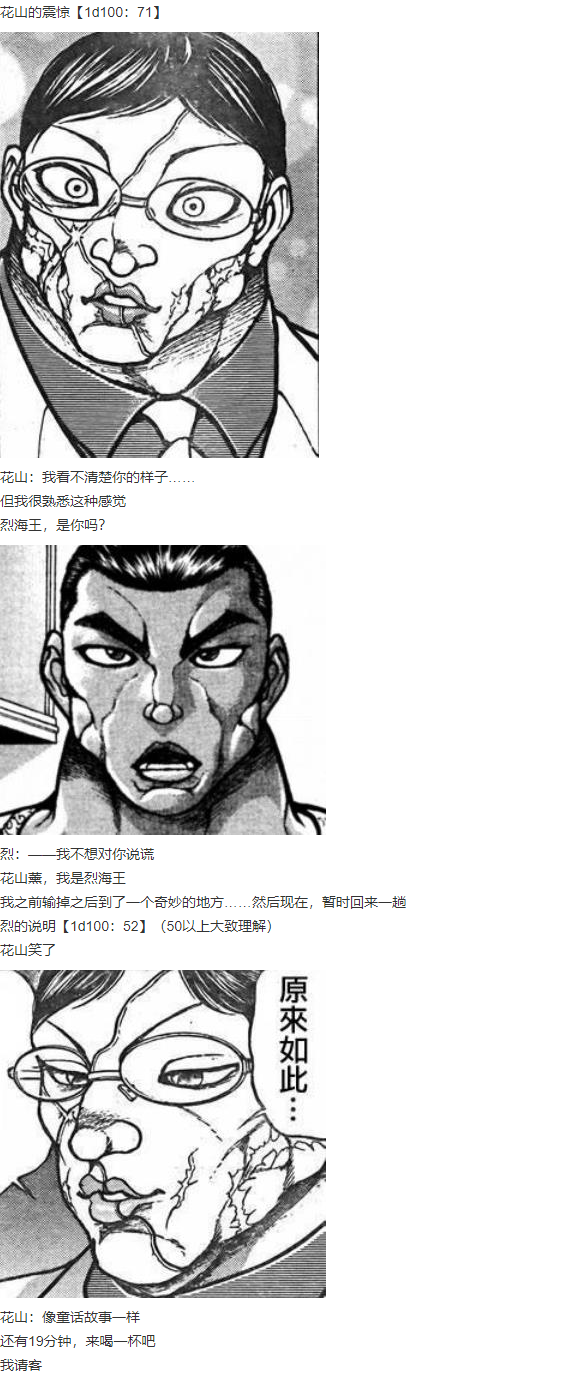 花山的震惊【1d100：71】
花山：我看不清楚你的样子……
但我很熟悉这种感觉
烈海王，是你吗？
烈：——我不想对你说谎
花山薰，我是烈海王
我之前输掉之后到了一个奇妙的地方……然后现在，暂时回来一趟
烈的说明【1d100：52】（50以上大致理解）
花山笑了
原來如此…
花山：像童话故事一样
还有19分钟，来喝一杯吧
我请客